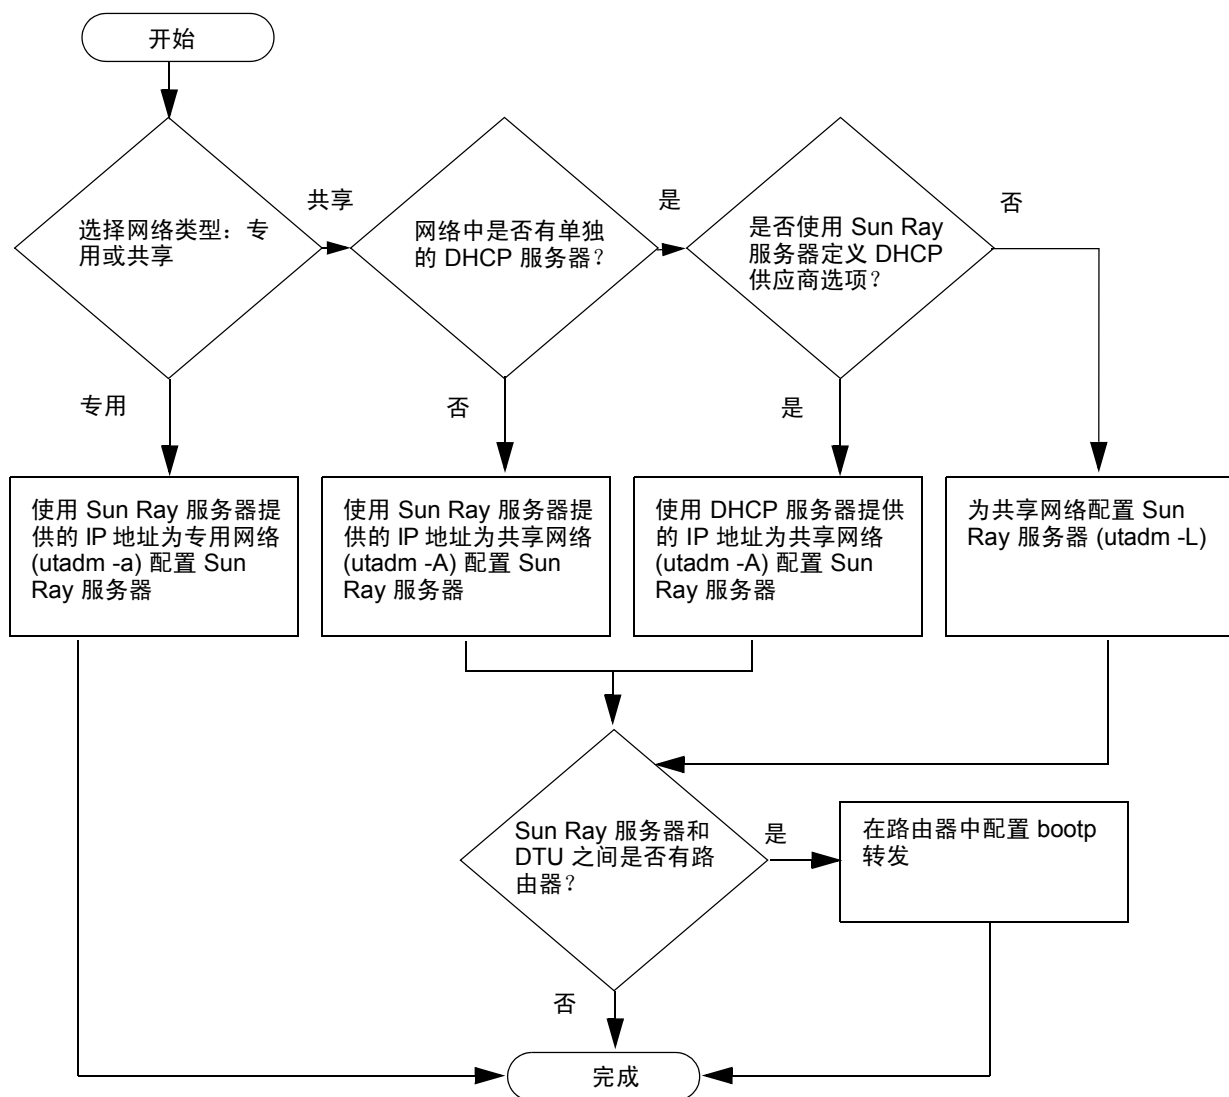 开始
选择网络类型：专
用或共享
共享
网络中是否有单独
的 DHCP 服务器？
是
是否使用 Sun Ray
服务器定义 DHCP
供应商选项？
否
专用
否
是
使用 Sun Ray 服务器提
供的 IP 地址为专用网络
(utadm -a) 配置 Sun
Ray 服务器
使用 Sun Ray 服务器提
供的 IP 地址为共享网络
(utadm -A) 配置 Sun
Ray 服务器
使用 DHCP 服务器提供
的 IP 地址为共享网络
(utadm -A) 配置 Sun
Ray 服务器
为共享网络配置 Sun
Ray 服务器 (utadm -L)
Sun Ray 服务器和
DTU 之间是否有路
由器？
是
在路由器中配置 bootp
转发
否
完成